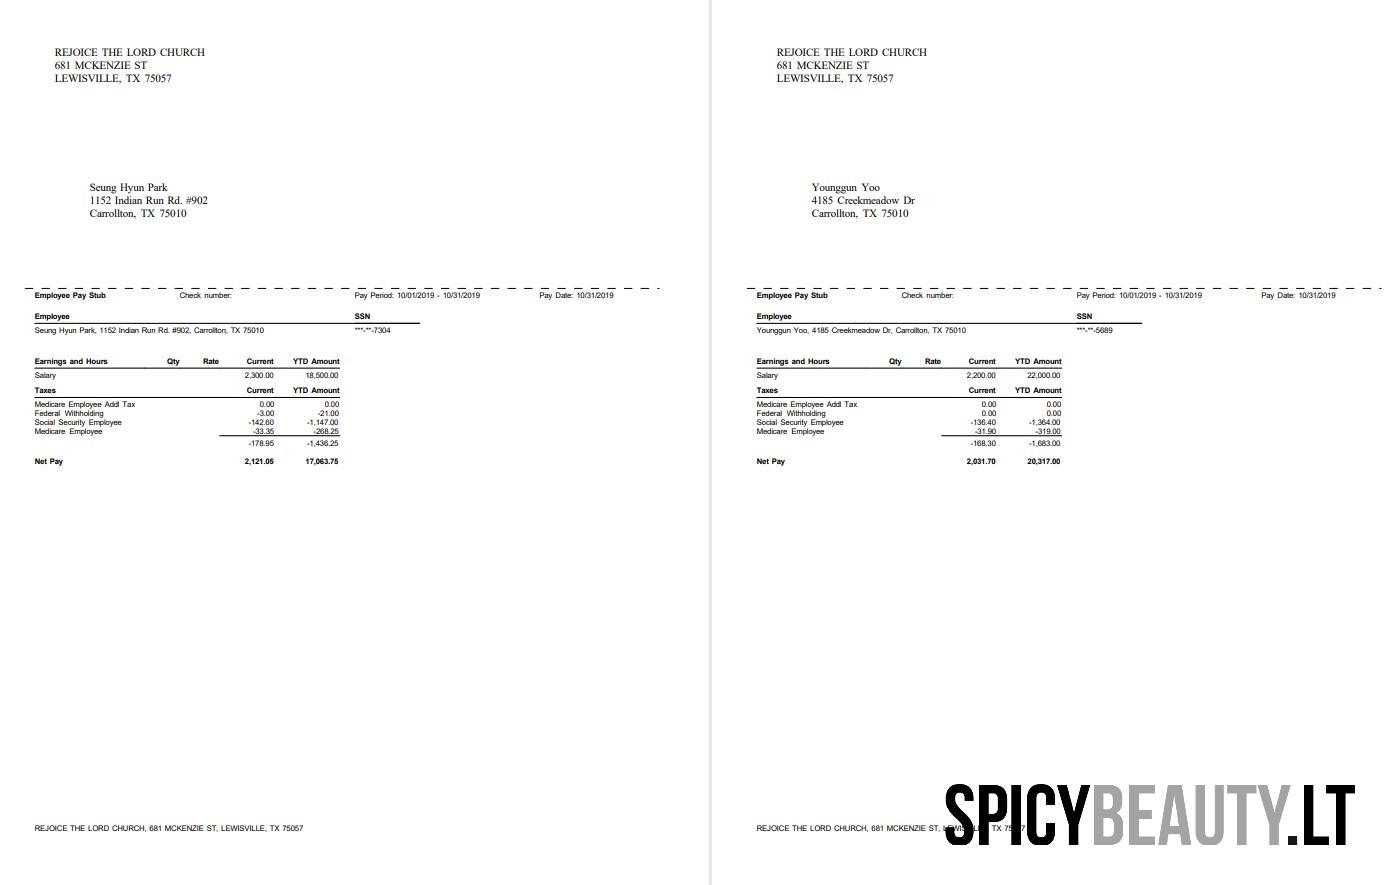 REJOICE THE LORD CHURCH
681 MCKENZIE ST
LEWISVILLE, TX 75057
Seung Hyun Park
1152 Indian Run Rd. #902
Carrollton, TX 75010
Employee Pay Stub Check number: Pay Period: 10/01/2019 - 10/31/2019 Pay Date: 10/31/2019
Employee SSN
Seung Hyun Park, 1152 Indian Run Rd. #902, Carrollton, TX 75010 ***-**-7304
Earnings and Hours Qty Rate Current YTD Amount
Salary 2,300.00 18,500.00
Taxes Current YTD Amount
Medicare Employee Addl Tax 0.00 0.00
Federal Withholding -3.00 -21.00
Social Security Employee -142.60 -1,147.00
Medicare Employee -33.35 -268.25
-178.95 -1,436.25
Net Pay 2,121.05 17,063.75
REJOICE THE LORD CHURCH, 681 MCKENZIE ST, LEWISVILLE, TX 75057
REJOICE THE LORD CHURCH
681 MCKENZIE ST
LEWISVILLE, TX 75057
Younggun Yoo
4185 Creekmeadow Dr
Carrollton, TX 75010
Employee Pay Stub Check number: Pay Period: 10/01/2019 - 10/31/2019 Pay Date: 10/31/2019
Employee SSN
Younggun Yoo, 4185 Creekmeadow Dr, Carrollton, TX 75010 ***-**-5689
Earnings and Hours Qty Rate Current YTD Amount
Salary 2,200.00 22,000.00
Taxes Current YTD Amount
Medicare Employee Addl Tax 0.00 0.00
Federal Withholding 0.00 0.00
Social Security Employee -136.40 -1,364.00
Medicare Employee -31.90 -319.00
-168.30 -1,683.00
Net Pay 2,031.70 20,317.00
REJOICE THE LORD CHURCH, 681 MCKENZIE ST, TX
SPICYBEAUTY.LT